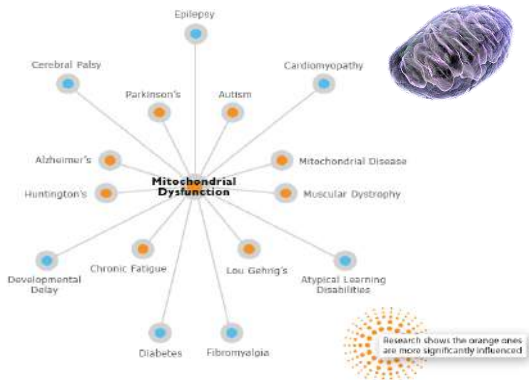 Epilepsy
Cerebral Palsy
Cardiomyopathy
Parkinson's
Autism
Alzheimer's
Mitochondrial Disease
Mitochondrial
Dysfunction
Huntington's
Muscular Dystrophy
Chronic Fatigue
Lou Gehrig's
Developmental
Delay
Atypical Learning
Disabilities
Diabetes
Fibromyalgia
Research shows the orange ones
are more significantly influenced